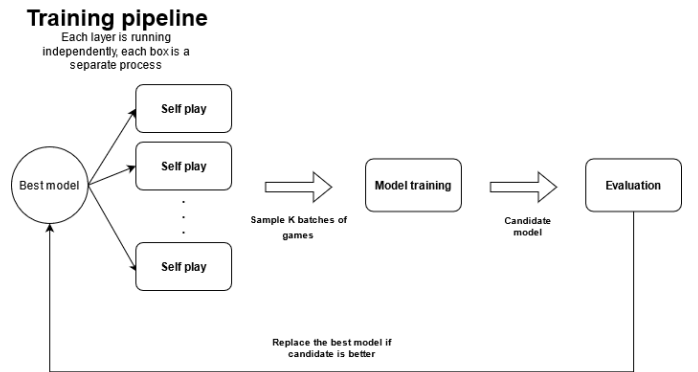 Training pipeline
Each layer is running
independently, each box is a
separate process
Self play
Self play
Best model
.
.
.
Self play
Sample K batches of
games
Model training
Candidate
model
Evaluation
Replace the best model if
candidate is better